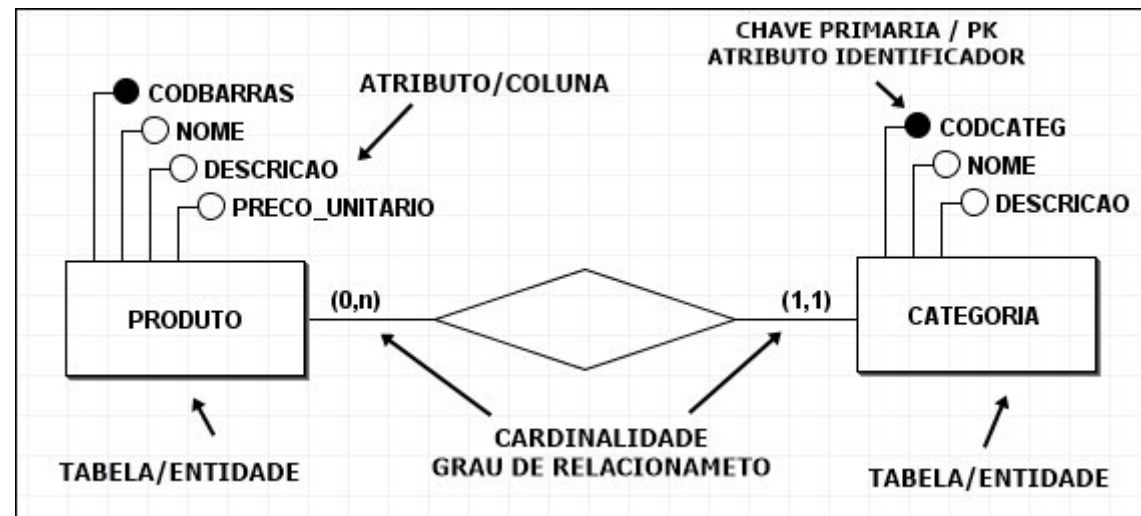 CHAVE PRIMARIA / PK
ATRIBUTO IDENTIFICADOR
ATRIBUTO/COLUNA
CODBARRAS
NOME
DESCRICAO
PRECO_UNITARIO
CODCATEG
NOME
DESCRICAO
PRODUTO
(0,n)
(1,1)
CATEGORIA
CARDINALIDADE
GRAU DE RELACIONAMETO
TABELA/ENTIDADE
TABELA/ENTIDADE